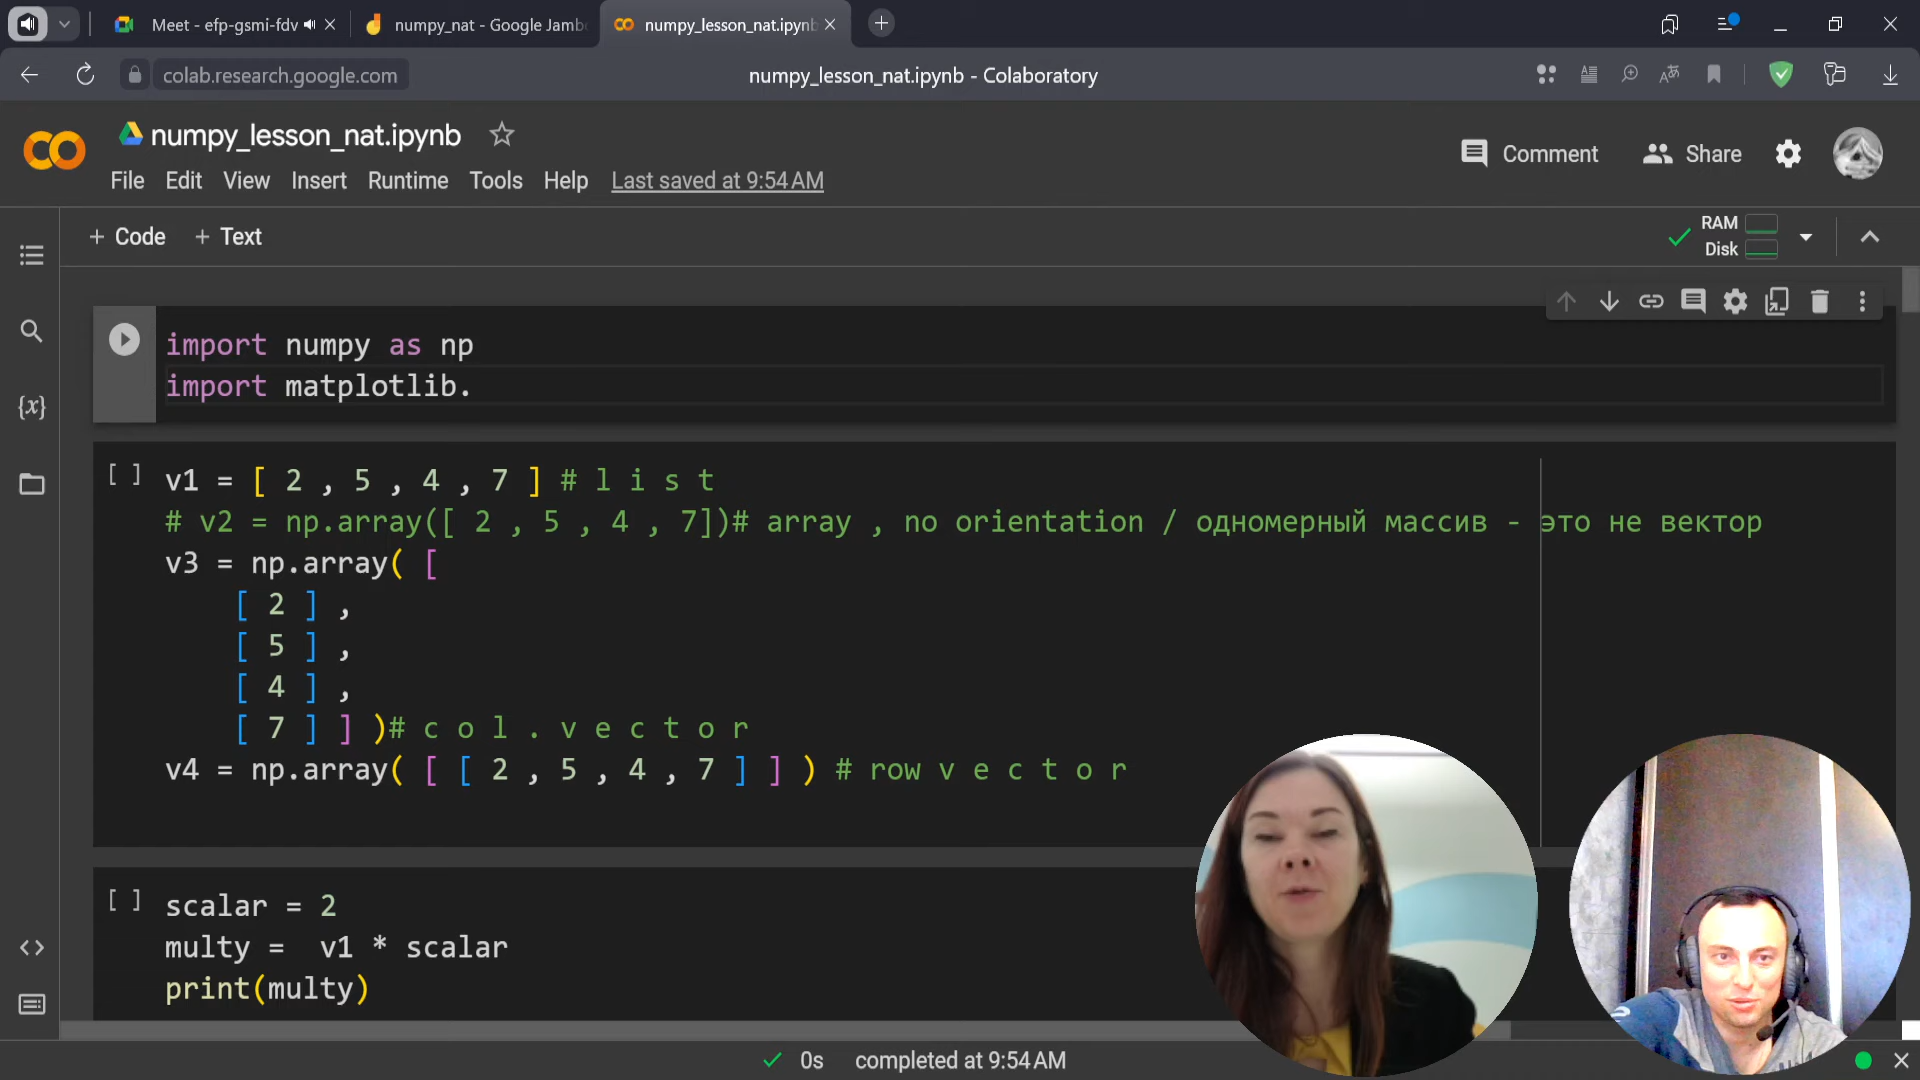 Meet - efp-gsmi-fdv
numpy_nat - Google Jamb
numpy_lesson_nat.ipynb
colab.research.google.com
numpy_lesson_nat.ipynb - Colaboratory
numpy_lesson_nat.ipynb
Comment
Share
File Edit View Insert Runtime Tools Help Last saved at 9:54 AM
+ Code + Text
RAM
Disk
import numpy as np
import matplotlib.
[ ] v1 = [ 2 , 5 , 4 , 7 ] # l i s t
# v2 = np.array([ 2 , 5 , 4 , 7])# array , no orientation / одномерный массив - это не вектор
v3 = np.array( [
[ 2 ] ,
[ 5 ] ,
[ 4 ] ,
[ 7 ] ] )# c o l . v e c t o r
v4 = np.array( [ [ 2 , 5 , 4 , 7 ] ] ) # row v e c t o r
[ ] scalar = 2
multy =  v1 * scalar
print(multy)
0s completed at 9:54 AM